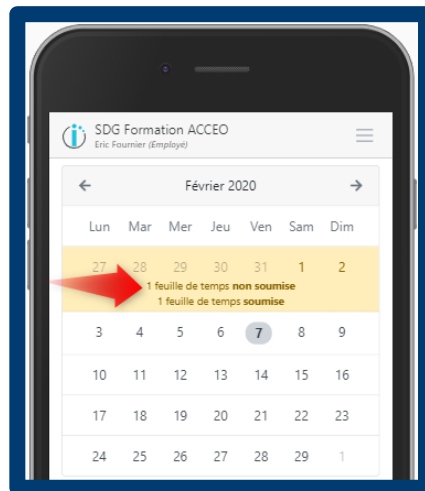 SDG Formation ACCEO
Eric Fournier (Employé)
Février 2020
Lun Mar Mer Jeu Ven Sam Dim
27 28 29 30 31 1 2
1 feuille de temps non soumise
1 feuille de temps soumise
3 4 5 6 7 8 9
10 11 12 13 14 15 16
17 18 19 20 21 22 23
24 25 26 27 28 29 1